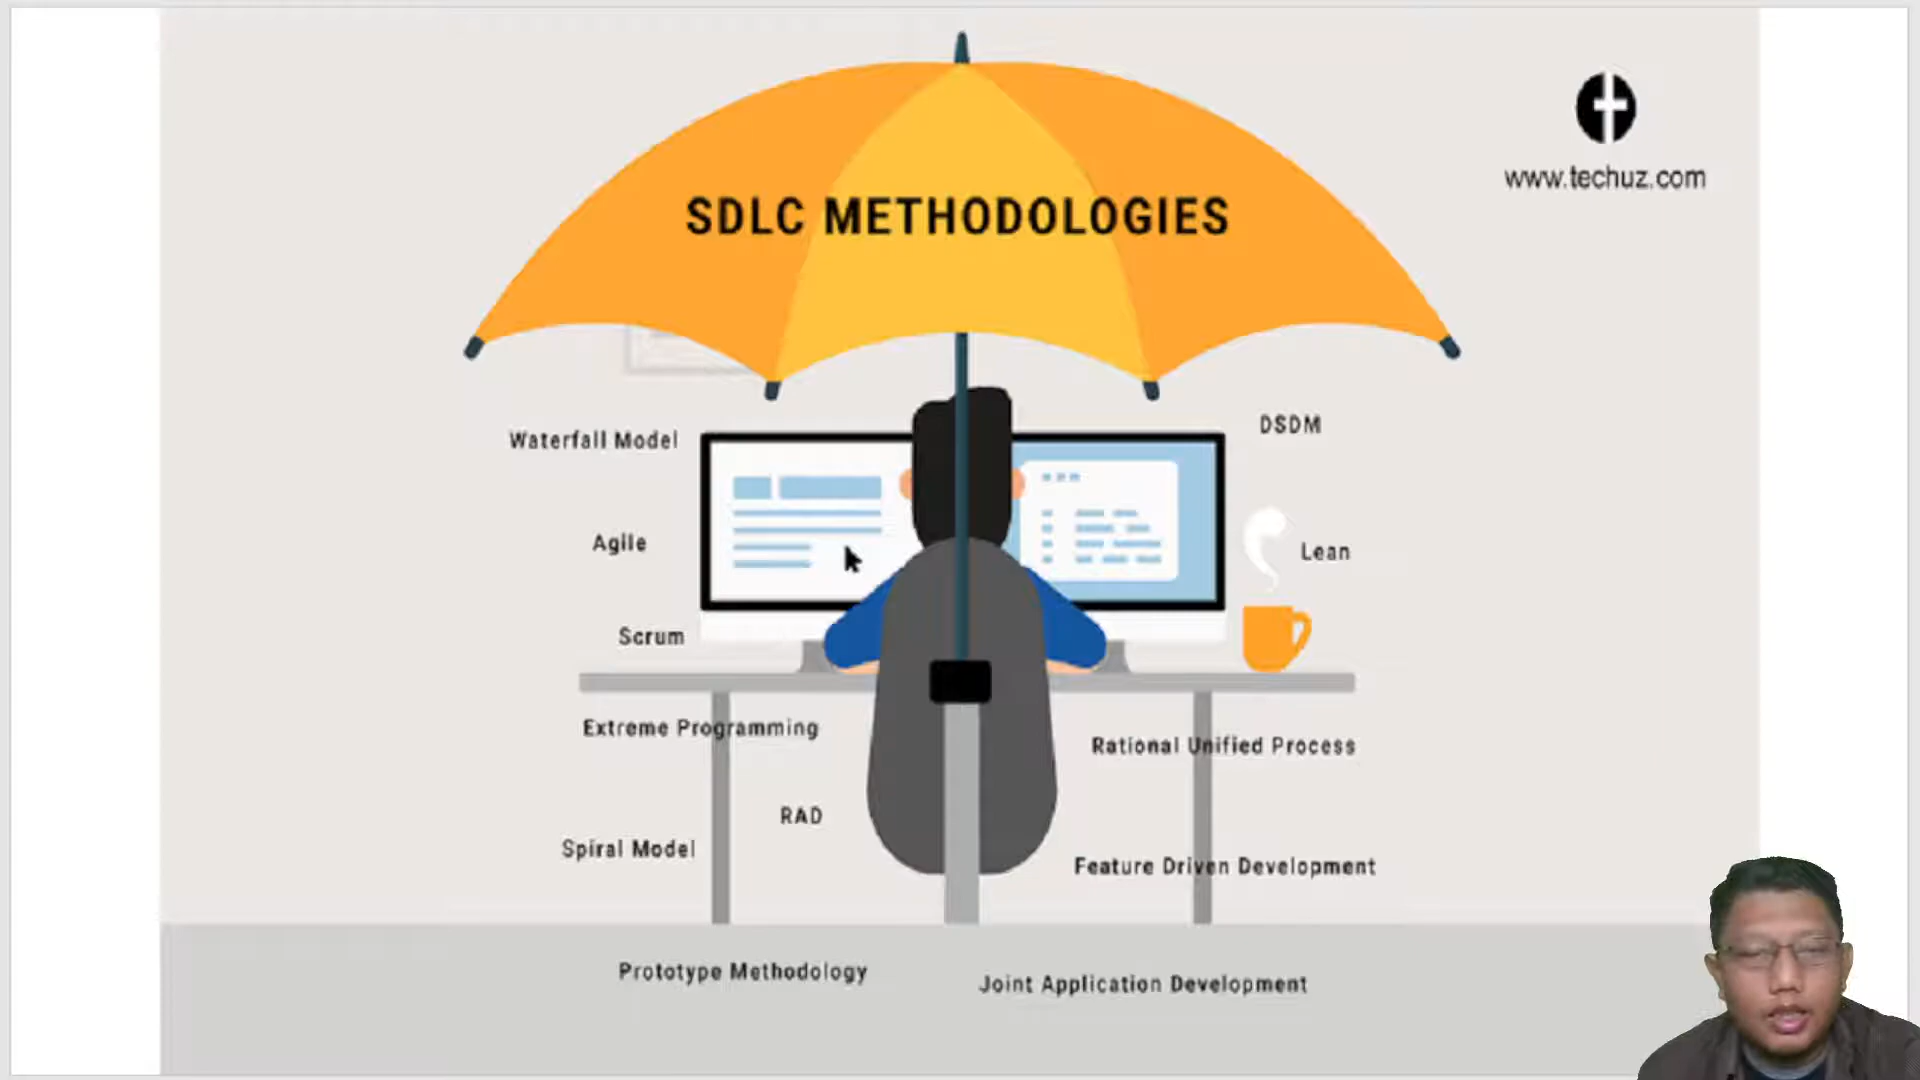 www.techuz.com
SDLC METHODOLOGIES
Waterfall Model
DSDM
Agile
Lean
Scrum
Extreme Programming
Rational Unified Process
RAD
Spiral Model
Feature Driven Development
Prototype Methodology
Joint Application Development